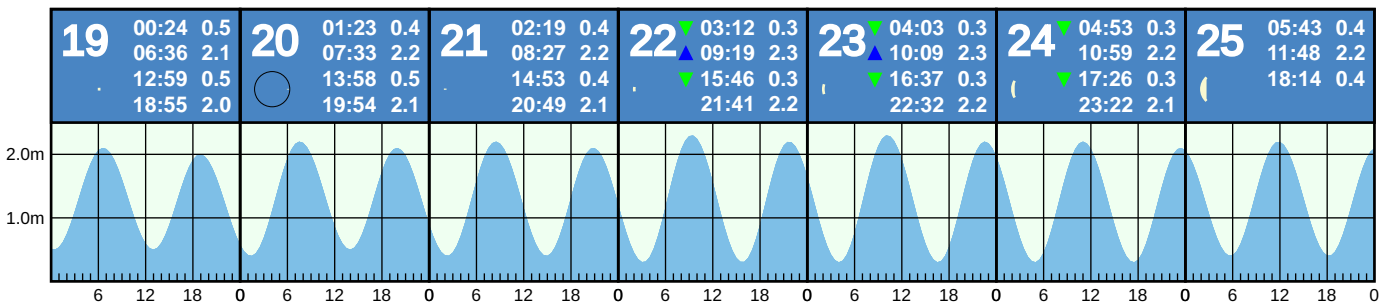 19
00:24 0.5
06:36 2.1
12:59 0.5
18:55 2.0
20
01:23 0.4
07:33 2.2
13:58 0.5
19:54 2.1
21
02:19 0.4
08:27 2.2
14:53 0.4
20:49 2.1
22
▼ 03:12 0.3
▲ 09:19 2.3
▼ 15:46 0.3
21:41 2.2
23
▼ 04:03 0.3
▲ 10:09 2.3
▼ 16:37 0.3
22:32 2.2
24
▼ 04:53 0.3
10:59 2.2
▼ 17:26 0.3
23:22 2.1
25
05:43 0.4
11:48 2.2
18:14 0.4
2.0m
1.0m
6 12 18 0 6 12 18 0 6 12 18 0 6 12 18 0 6 12 18 0 6 12 18 0 6 12 18 0